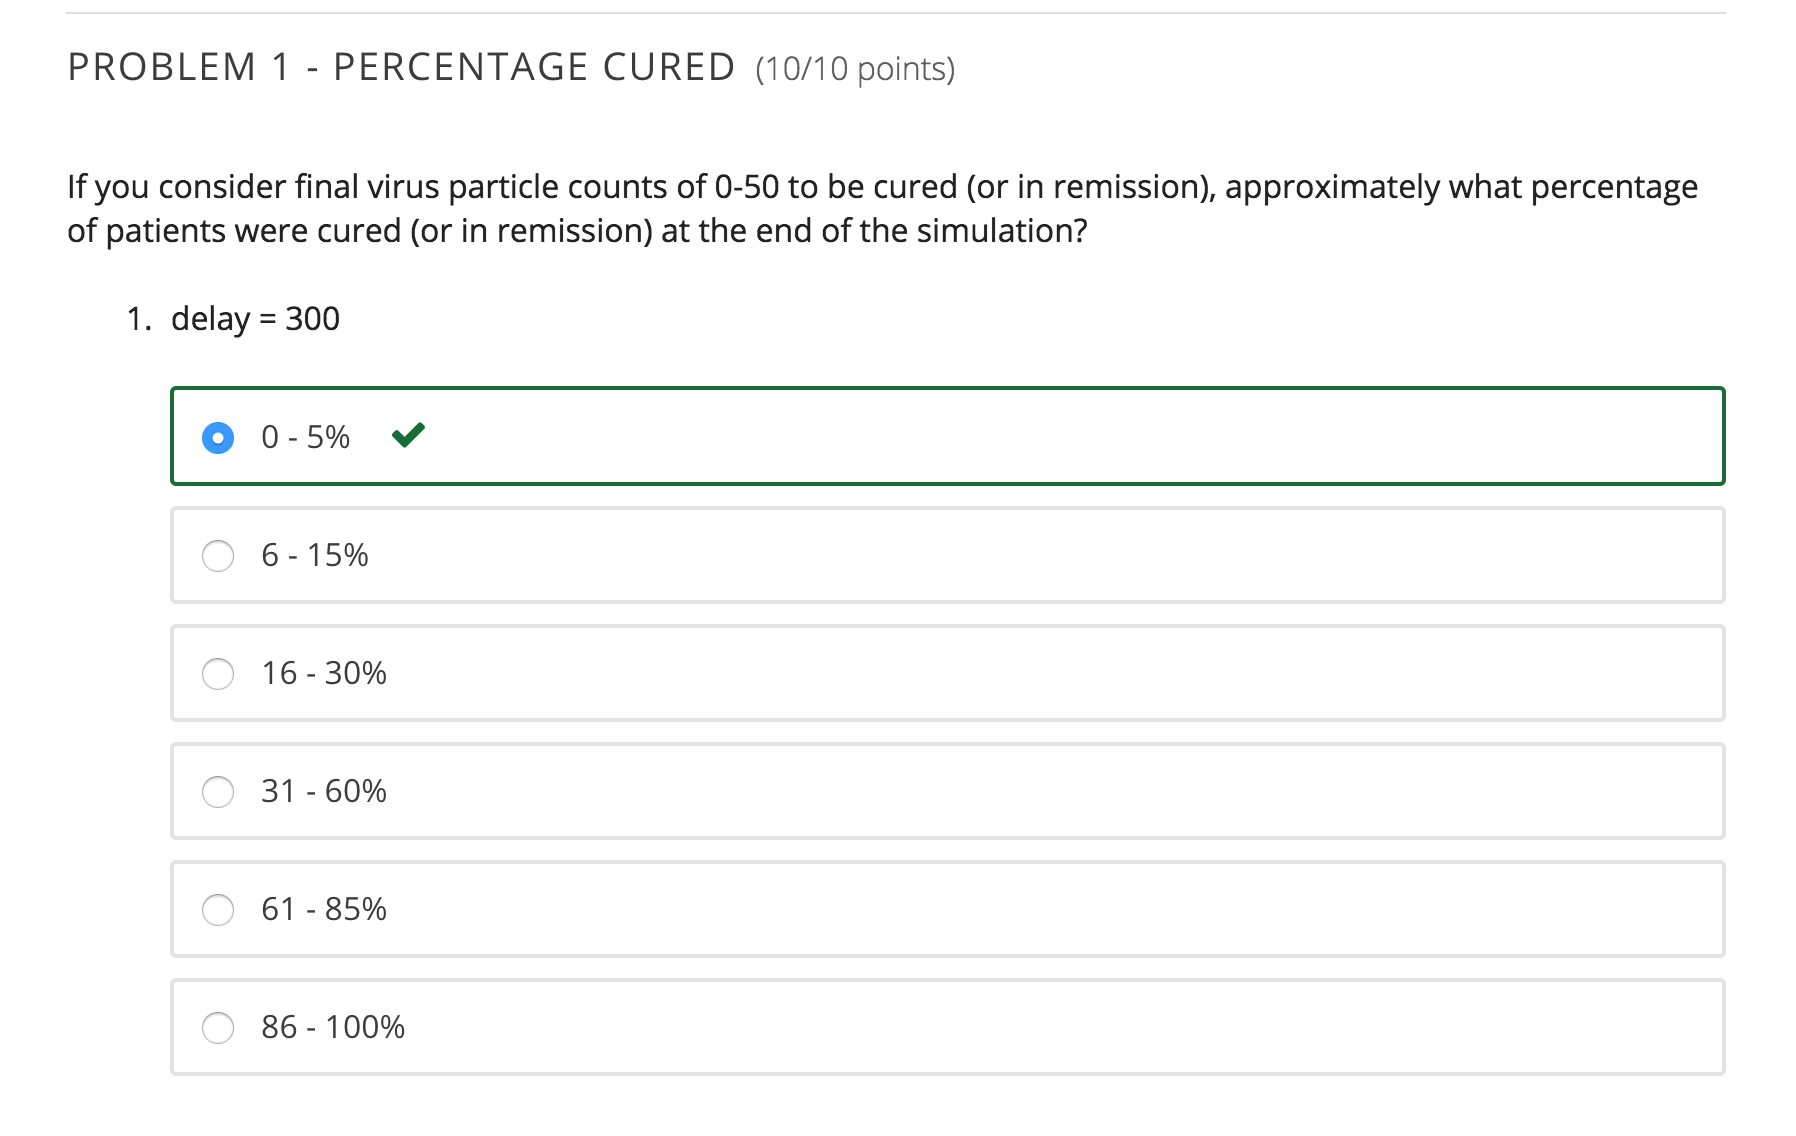 PROBLEM 1 - PERCENTAGE CURED (10/10 points)
If you consider final virus particle counts of 0-50 to be cured (or in remission), approximately what percentage
of patients were cured (or in remission) at the end of the simulation?
1. delay = 300
0 - 5%
6 - 15%
16 - 30%
31 - 60%
61 - 85%
86 - 100%